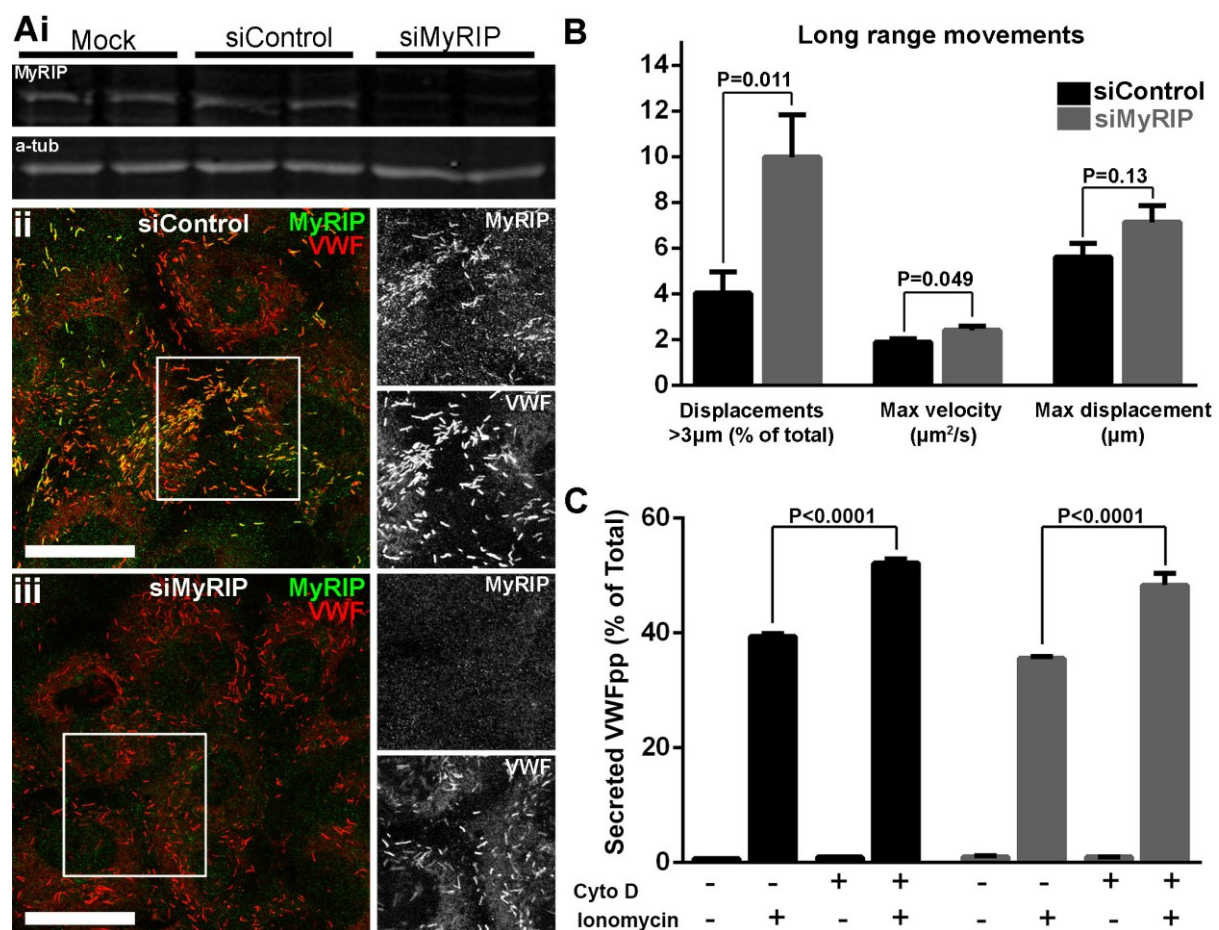 Ai
Mock siControl siMyRIP
MyRIP
a-tub
ii siControl MyRIP
VWF
MyRIP
VWF
iii siMyRIP MyRIP
VWF
MyRIP
VWF
B
Long range movements
siControl
siMyRIP
14
12
10
8
6
4
2
0
P=0.011
P=0.049
P=0.13
Displacements
>3µm (% of total)
Max velocity
(µm²/s)
Max displacement
(µm)
C
Secreted VWFpp (% of Total)
60
40
20
0
P<0.0001 P<0.0001
Cyto D - - + + - - + +
Ionomycin - + - + - + - +